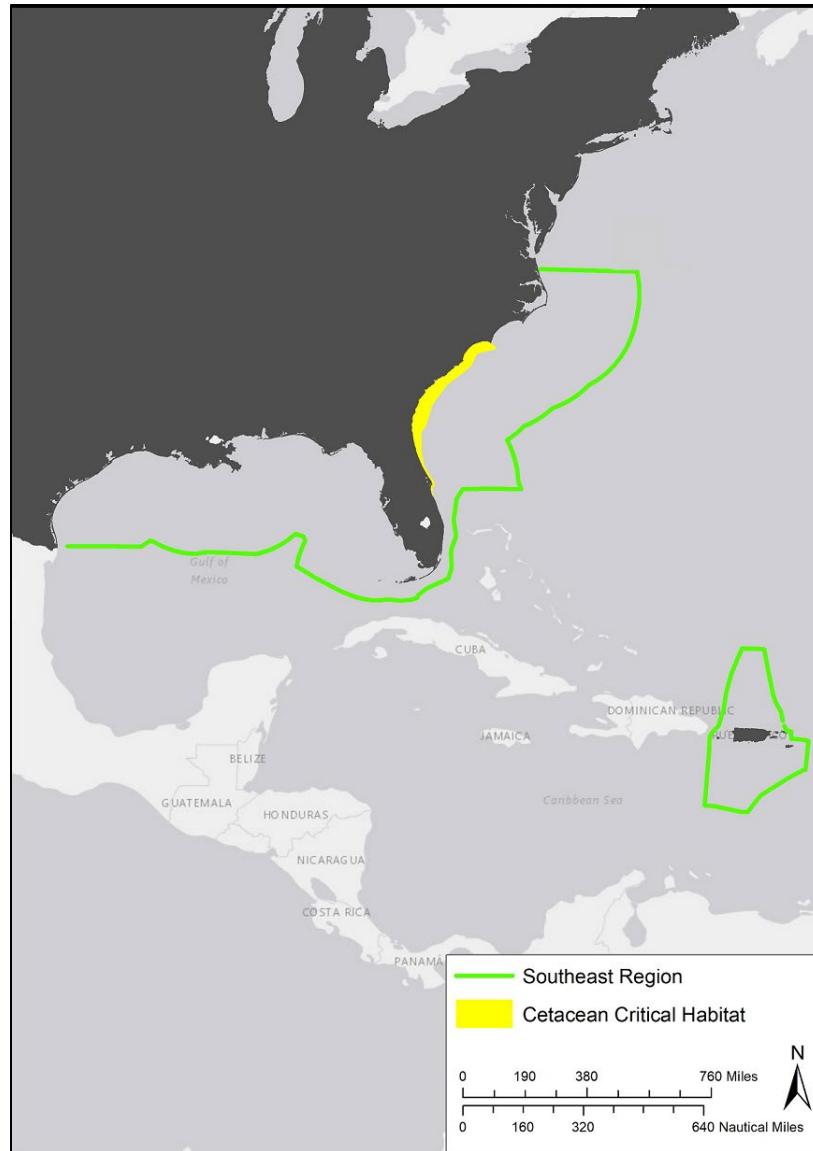 Gulf of
Mexico
CUBA
DOMINICAN REPUBLIC
JAMAICA
BELIZE
GUATEMALA
HONDURAS
Caribbean Sea
NICARAGUA
COSTA RICA
PANAMÁ
Southeast Region
Cetacean Critical Habitat
N
0 190 380 760 Miles
0 160 320 640 Nautical Miles